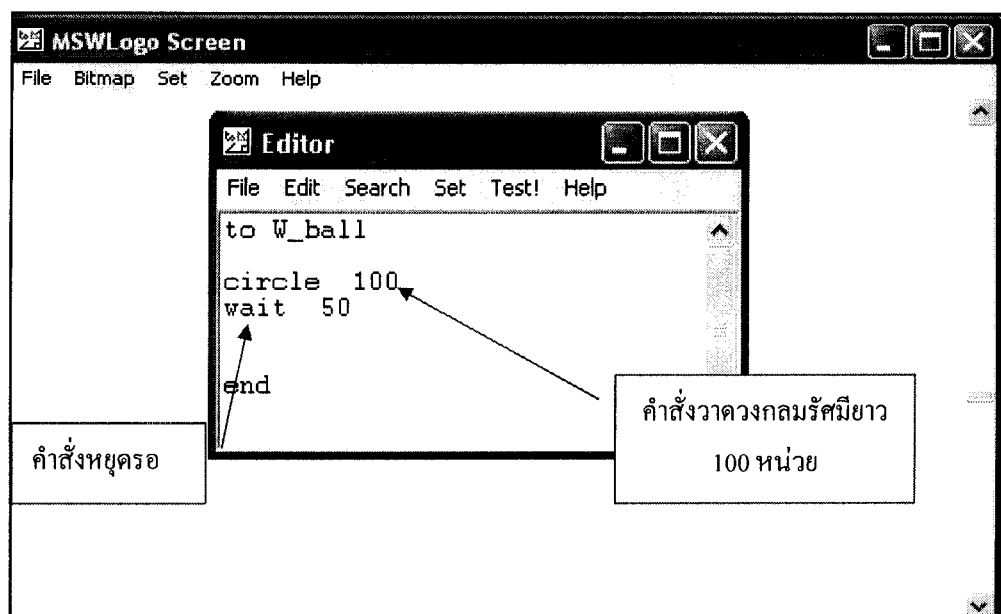 MSWLogo Screen
File Bitmap Set Zoom Help
Editor
File Edit Search Set Test! Help
to W_ball
circle 100
wait 50
end
คำสั่งหยุดรอ
คำสั่งวาดวงกลมรัศมียาว
100 หน่วย